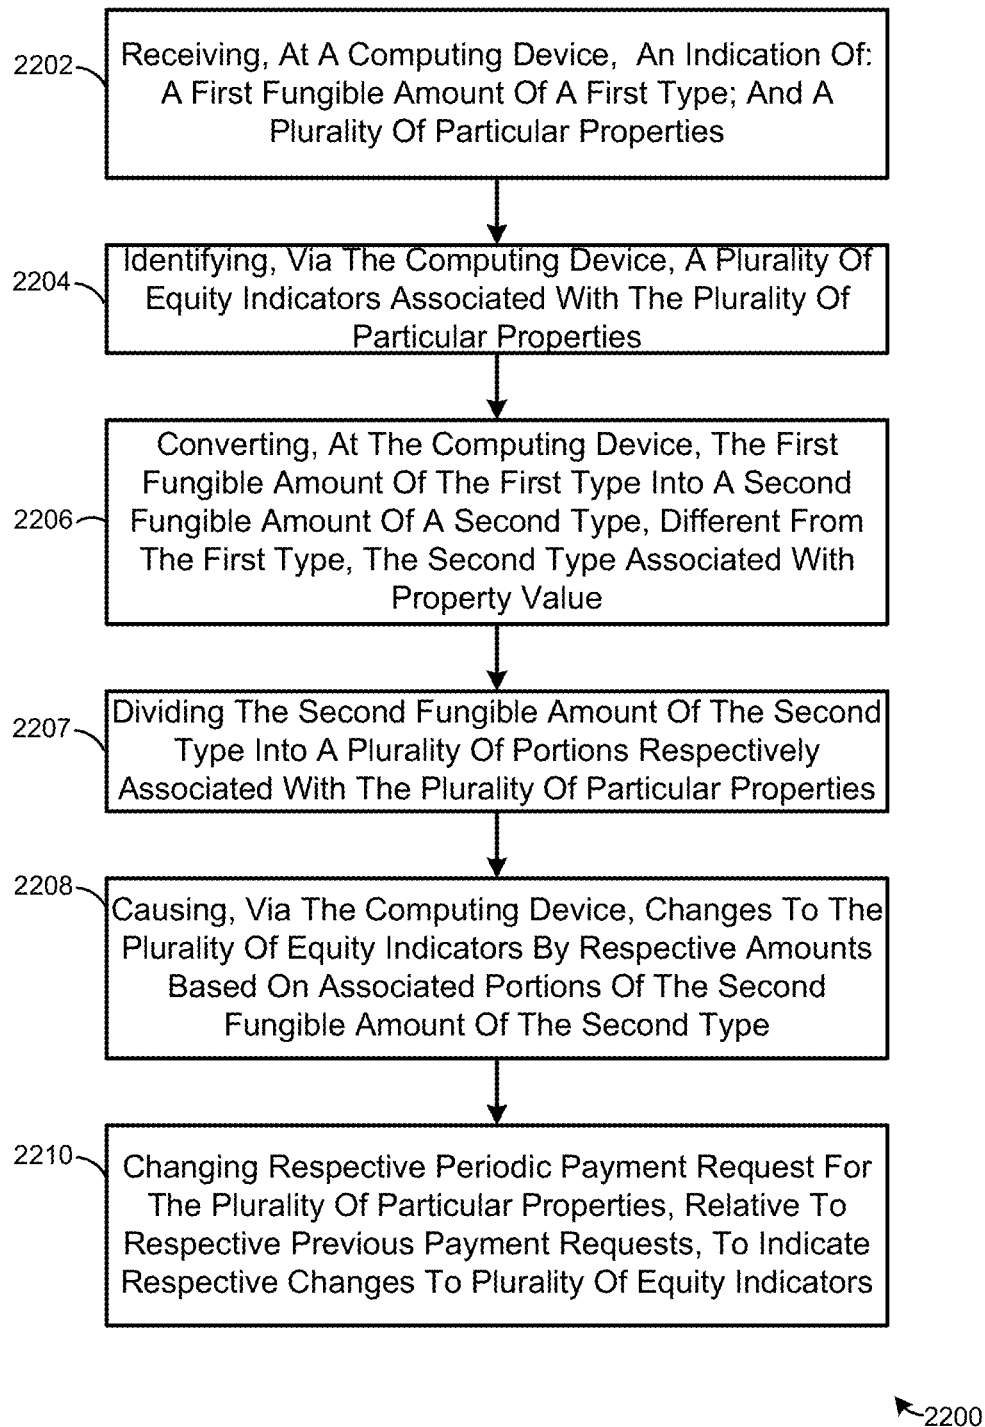 2202
Receiving, At A Computing Device, An Indication Of:
A First Fungible Amount Of A First Type; And A
Plurality Of Particular Properties
2204
Identifying, Via The Computing Device, A Plurality Of
Equity Indicators Associated With The Plurality Of
Particular Properties
2206
Converting, At The Computing Device, The First
Fungible Amount Of The First Type Into A Second
Fungible Amount Of A Second Type, Different From
The First Type, The Second Type Associated With
Property Value
2207
Dividing The Second Fungible Amount Of The Second
Type Into A Plurality Of Portions Respectively
Associated With The Plurality Of Particular Properties
2208
Causing, Via The Computing Device, Changes To The
Plurality Of Equity Indicators By Respective Amounts
Based On Associated Portions Of The Second
Fungible Amount Of The Second Type
2210
Changing Respective Periodic Payment Request For
The Plurality Of Particular Properties, Relative To
Respective Previous Payment Requests, To Indicate
Respective Changes To Plurality Of Equity Indicators
2200